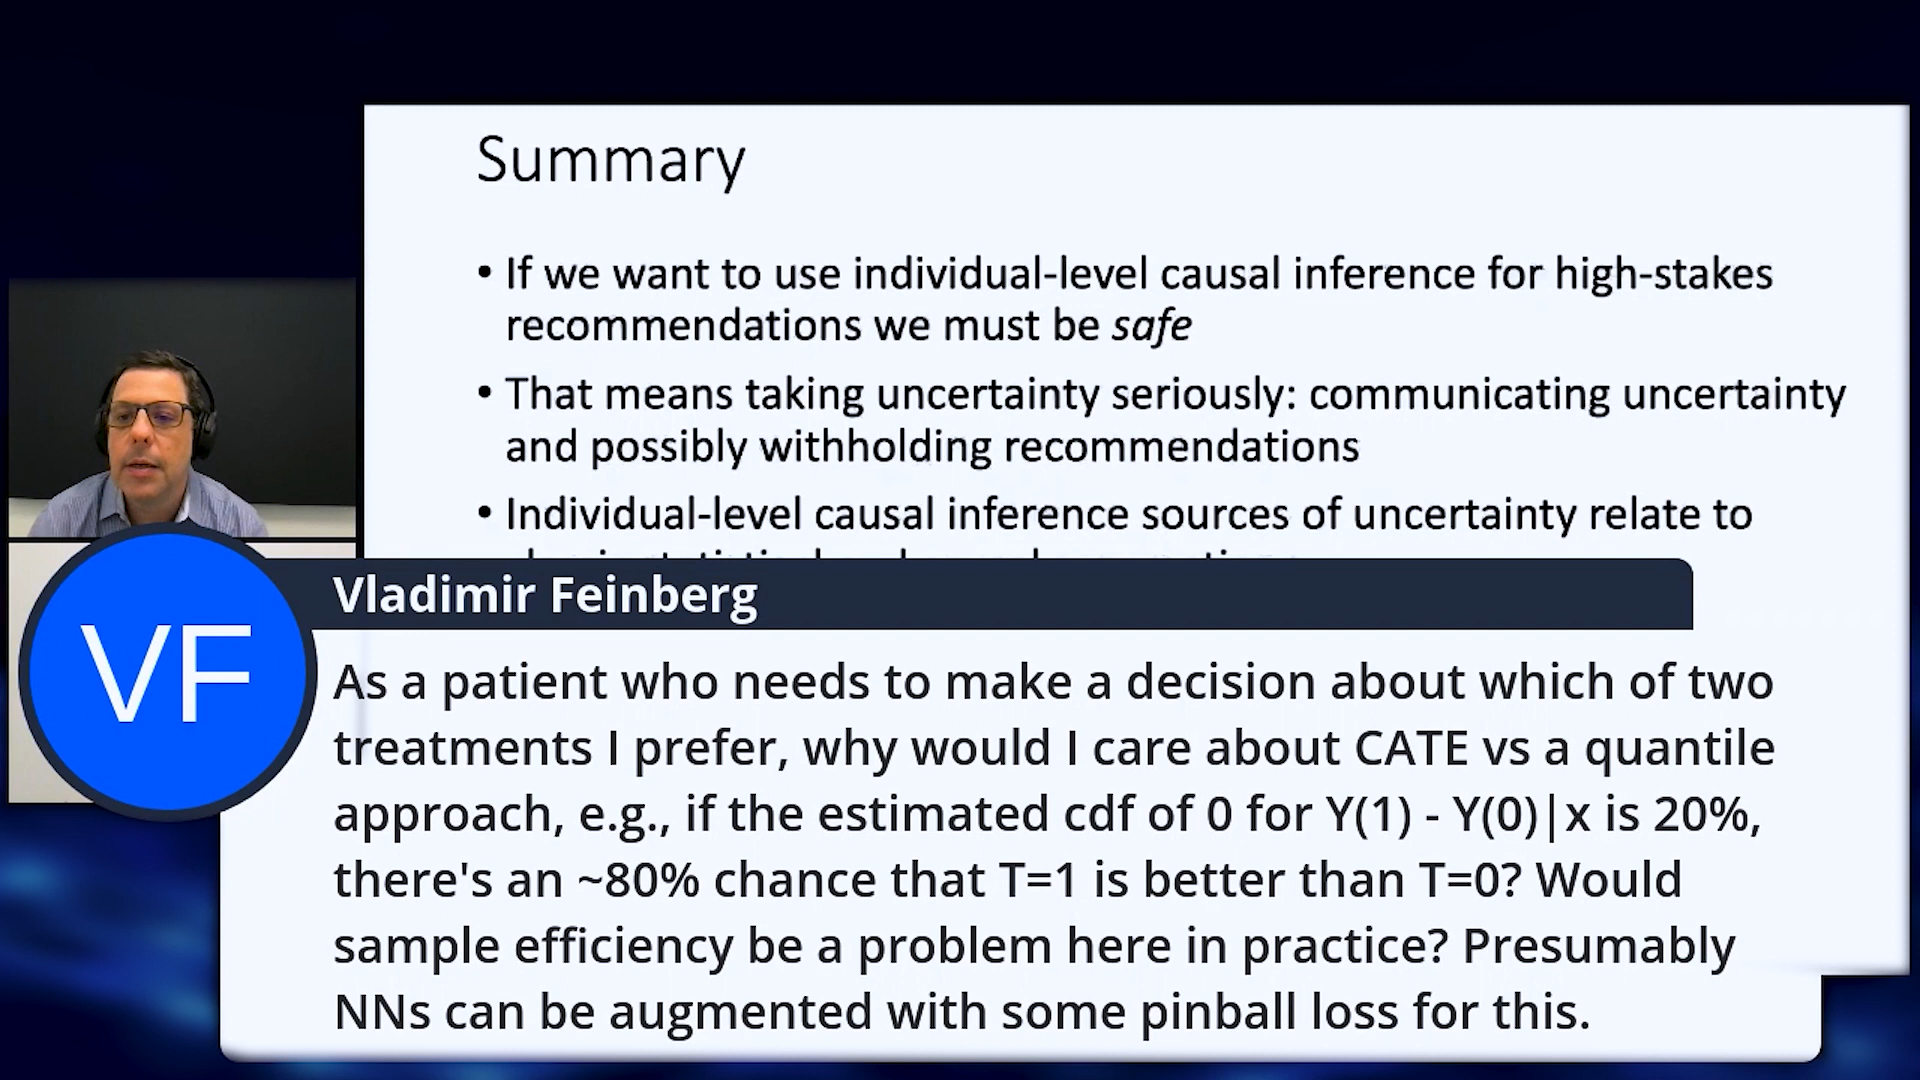 Summary
• If we want to use individual-level causal inference for high-stakes
recommendations we must be safe
• That means taking uncertainty seriously: communicating uncertainty
and possibly withholding recommendations
• Individual-level causal inference sources of uncertainty relate to
VF
Vladimir Feinberg
As a patient who needs to make a decision about which of two
treatments I prefer, why would I care about CATE vs a quantile
approach, e.g., if the estimated cdf of 0 for Y(1) - Y(0)|x is 20%,
there's an ~80% chance that T=1 is better than T=0? Would
sample efficiency be a problem here in practice? Presumably
NNs can be augmented with some pinball loss for this.